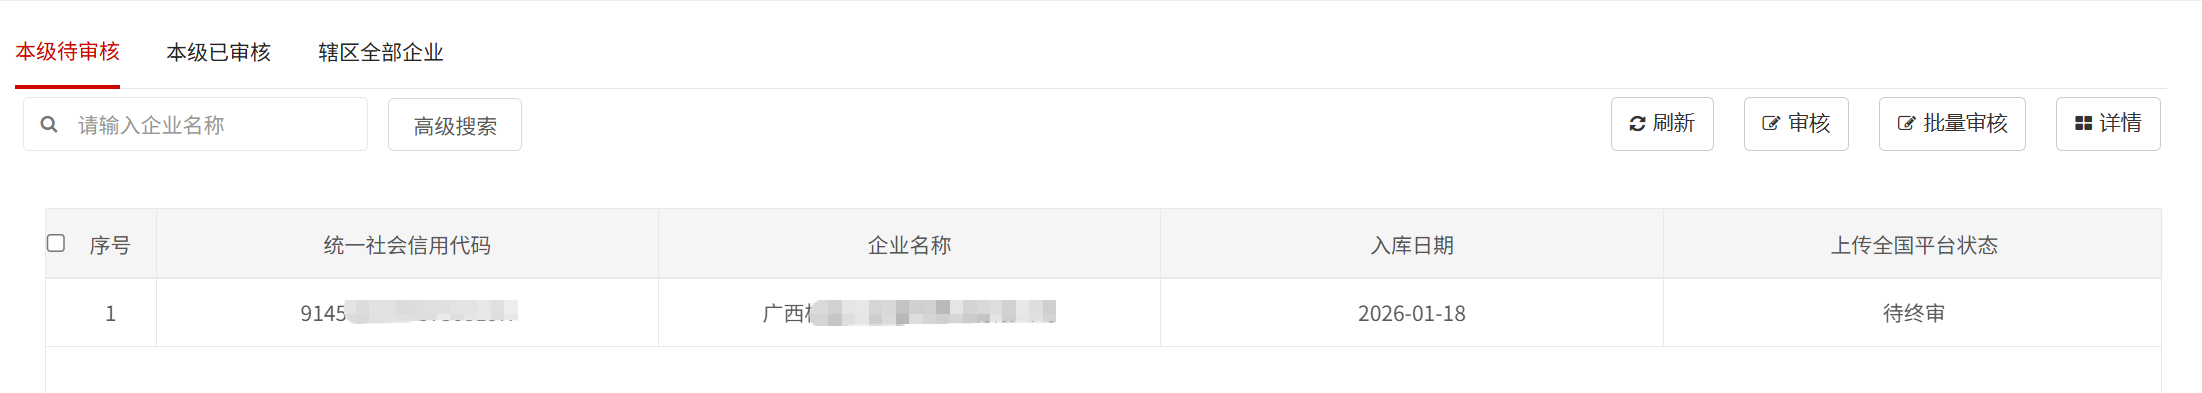 本级待审核 本级已审核 辖区全部企业
请输入企业名称 高级搜索 刷新 审核 批量审核 详情
序号 统一社会信用代码 企业名称 入库日期 上传全国平台状态
1 9145 广西 2026-01-18 待终审